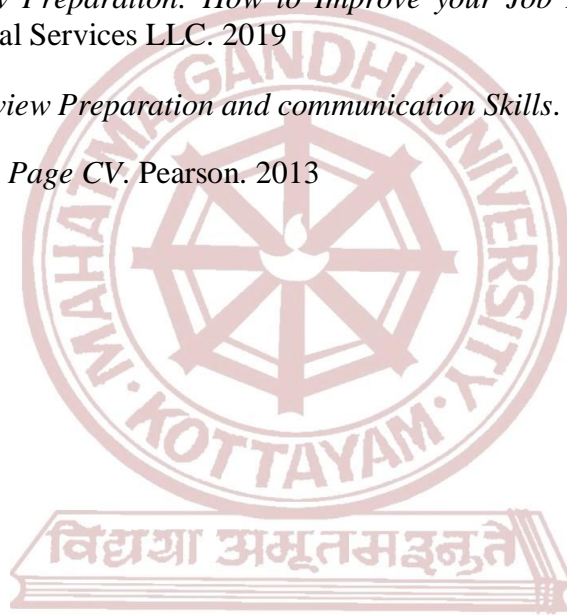 w Preparation: How to Improve your Job
al Services LLC. 2019
view Preparation and communication Skills.
Page CV. Pearson. 2013
MAHATMA GANDHI UNIVERSITY
• KOTTAYAM •
विद्यया अमृतमश्नुते